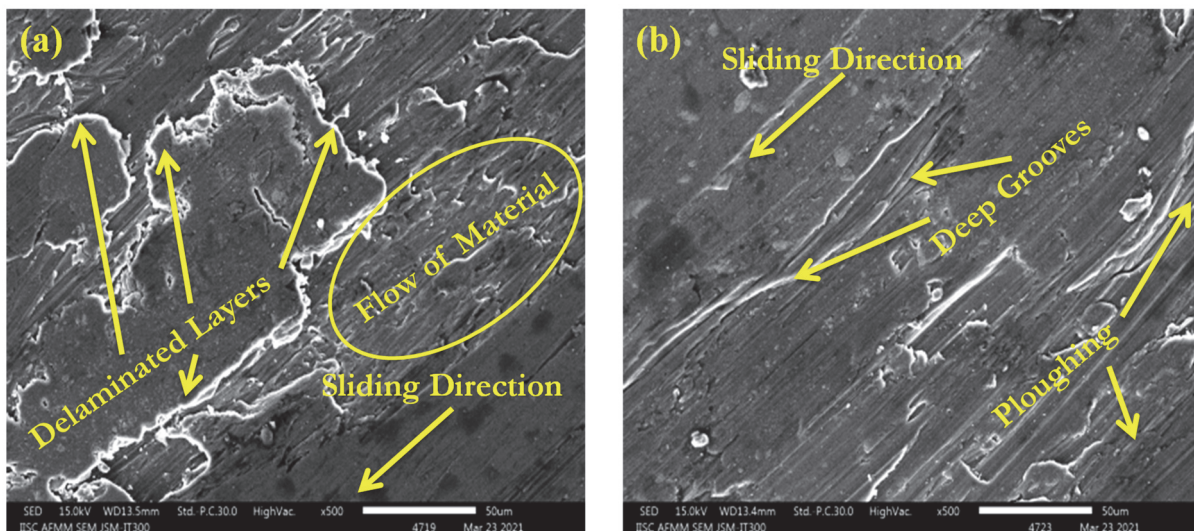 (a)
Delaminated Layers
Flow of Material
Sliding Direction
SED 15.0kV WD13.5mm Std.-P.C.30.0 HighVac. x500 50um
IISC AFMM SEM JSM-IT300 4719 Mar 23 2021
(b)
Sliding Direction
Deep Grooves
Ploughing
SED 15.0kV WD13.4mm Std.-P.C.30.0 HighVac. x500 50um
IISC AFMM SEM JSM-IT300 4723 Mar 23 2021